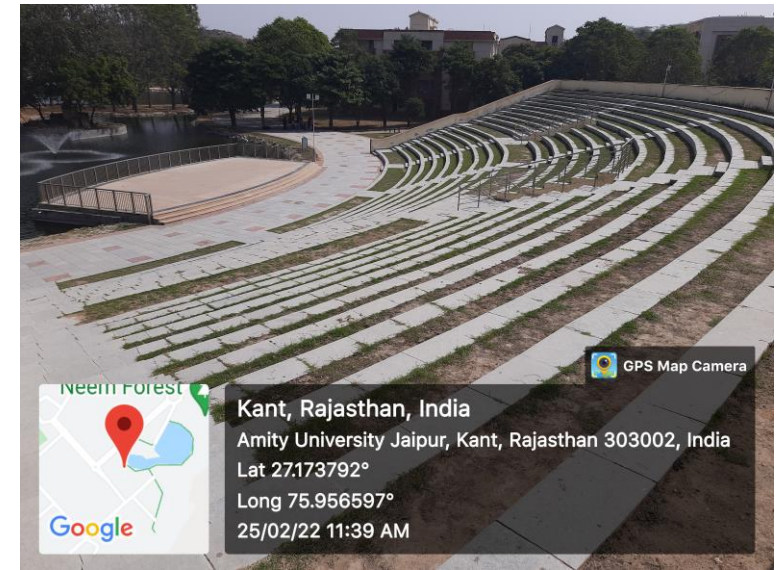 GPS Map Camera
Neem Forest
Google
Kant, Rajasthan, India
Amity University Jaipur, Kant, Rajasthan 303002, India
Lat 27.173792°
Long 75.956597°
25/02/22 11:39 AM